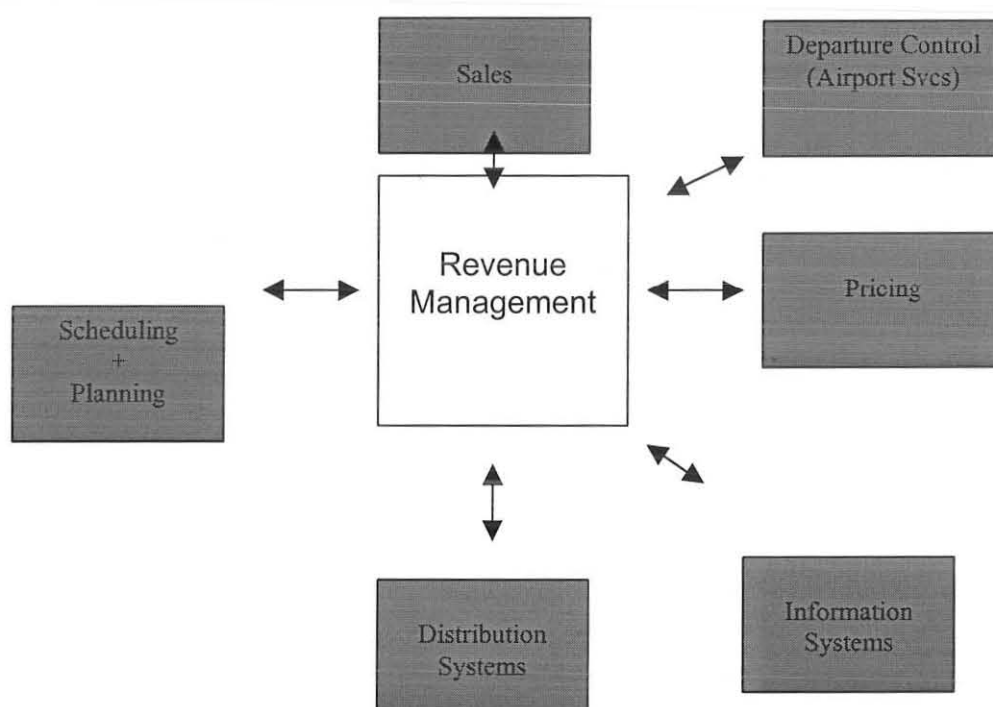 Sales
Departure Control
(Airport Svcs)
Revenue
Management
Pricing
Scheduling
+
Planning
Distribution
Systems
Information
Systems